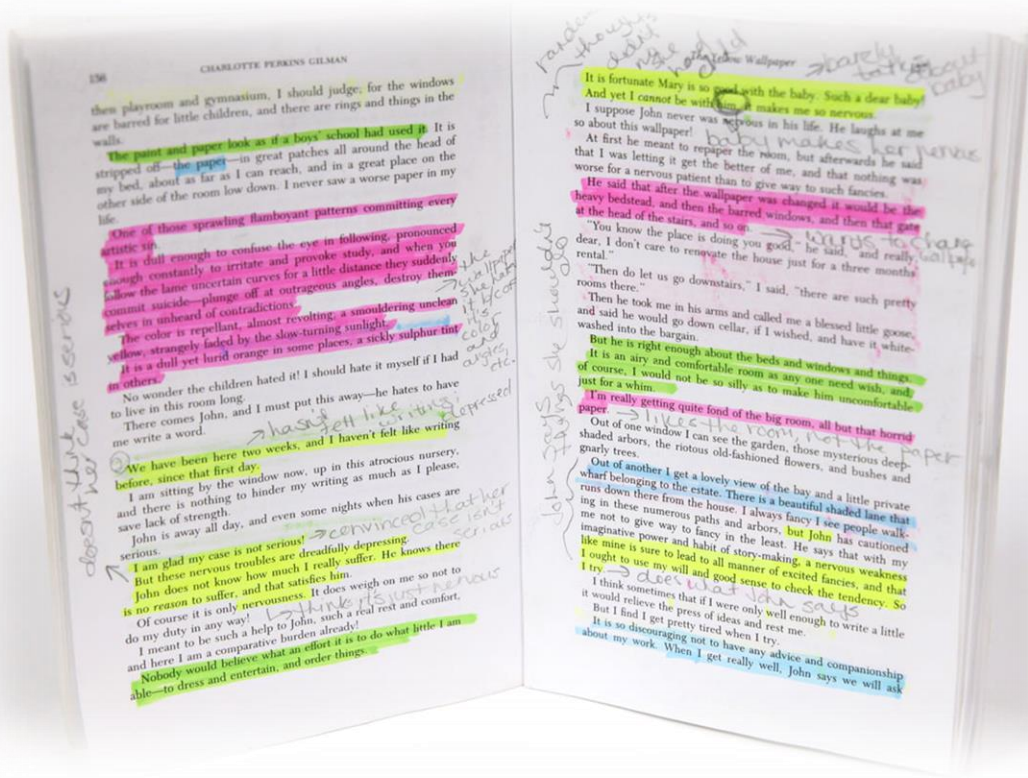 156
CHARLOTTE PERKINS GILMAN
then playroom and gymnasium, I should judge; for the windows
are barred for little children, and there are rings and things in the
walls.
The paint and paper look as if a boys' school had used it. It is
stripped off—the paper—in great patches all around the head of
my bed, about as far as I can reach, and in a great place on the
other side of the room low down. I never saw a worse paper in my
life.
One of those sprawling flamboyant patterns committing every
artistic sin.
It is dull enough to confuse the eye in following, pronounced
enough constantly to irritate and provoke study, and when you
follow the lame uncertain curves for a little distance they suddenly
commit suicide—plunge off at outrageous angles, destroy them-
selves in unheard of contradictions.
The color is repellant, almost revolting; a smouldering unclean
yellow, strangely faded by the slow-turning sunlight.
It is a dull yet lurid orange in some places, a sickly sulphur tint
in others.
No wonder the children hated it! I should hate it myself if I had
to live in this room long.
There comes John, and I must put this away—he hates to have
me write a word.
We have been here two weeks, and I haven't felt like writing
before, since that first day.
I am sitting by the window now, up in this atrocious nursery,
and there is nothing to hinder my writing as much as I please,
save lack of strength.
John is away all day, and even some nights when his cases are
serious.
I am glad my case is not serious!
But these nervous troubles are dreadfully depressing.
John does not know how much I really suffer. He knows there
is no reason to suffer, and that satisfies him.
Of course it is only nervousness. It does weigh on me so not to
do my duty in any way!
I meant to be such a help to John, such a real rest and comfort,
and here I am a comparative burden already!
Nobody would believe what an effort it is to do what little I am
able—to dress and entertain, and order things.
the
wallpaper
she hates
it b/c of
it's
color
and
angles,
etc.
hasn't
felt like
writing;
depressed
convinced that her
case isn't
serious
think it's just nervous
doesn't think
her case is serious
Yellow Wallpaper
random
thought
barely
talks about
baby
It is fortunate Mary is so good with the baby. Such a dear baby!
And yet I cannot be with him, it makes me so nervous.
I suppose John never was nervous in his life. He laughs at me
so about this wallpaper!
baby makes her nervous
At first he meant to repaper the room, but afterwards he said
that I was letting it get the better of me, and that nothing was
worse for a nervous patient than to give way to such fancies.
He said that after the wallpaper was changed it would be the
heavy bedstead, and then the barred windows, and then that gate
at the head of the stairs, and so on.
wants to change
wallpaper
"You know the place is doing you good," he said, "and really,
dear, I don't care to renovate the house just for a three months'
rental."
"Then do let us go downstairs," I said, "there are such pretty
rooms there."
Then he took me in his arms and called me a blessed little goose,
and said he would go down cellar, if I wished, and have it white-
washed into the bargain.
But he is right enough about the beds and windows and things.
It is an airy and comfortable room as any one need wish, and,
of course, I would not be so silly as to make him uncomfortable
just for a whim.
I'm really getting quite fond of the big room, all but that horrid
paper.
likes the room, not the paper
Out of one window I can see the garden, those mysterious deep-
shaded arbors, the riotous old-fashioned flowers, and bushes and
gnarly trees.
Out of another I get a lovely view of the bay and a little private
wharf belonging to the estate. There is a beautiful shaded lane that
runs down there from the house. I always fancy I see people walk-
ing in these numerous paths and arbors, but John has cautioned
me not to give way to fancy in the least. He says that with my
imaginative power and habit of story-making, a nervous weakness
like mine is sure to lead to all manner of excited fancies, and that
I ought to use my will and good sense to check the tendency. So
I try.
does what John says
I think sometimes that if I were only well enough to write a little
it would relieve the press of ideas and rest me.
But I find I get pretty tired when I try.
It is so discouraging not to have any advice and companionship
about my work. When I get really well, John says we will ask
John says
things she shouldn't
do